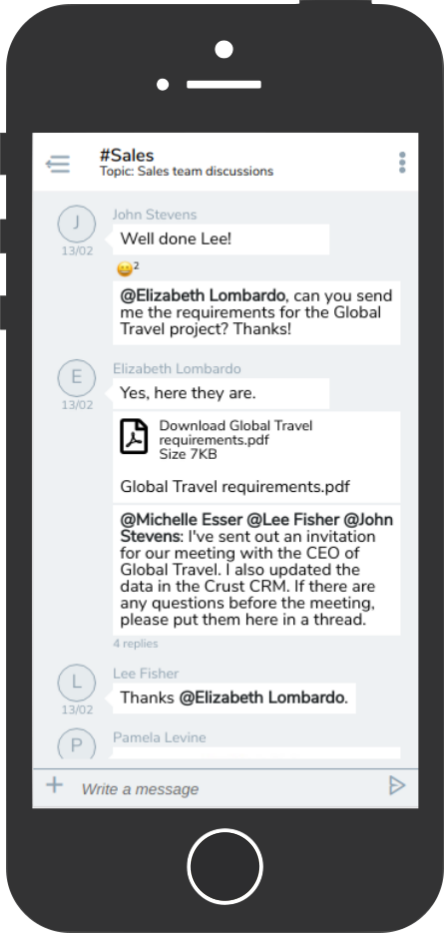 #Sales
Topic: Sales team discussions
J
John Stevens
13/02
Well done Lee!
2
@Elizabeth Lombardo, can you send
me the requirements for the Global
Travel project? Thanks!
E
Elizabeth Lombardo
13/02
Yes, here they are.
Download Global Travel
requirements.pdf
Size 7KB
Global Travel requirements.pdf
@Michelle Esser @Lee Fisher @John
Stevens: I've sent out an invitation
for our meeting with the CEO of
Global Travel. I also updated the
data in the Crust CRM. If there are
any questions before the meeting,
please put them here in a thread.
4 replies
L
Lee Fisher
13/02
Thanks @Elizabeth Lombardo.
P
Pamela Levine
Write a message